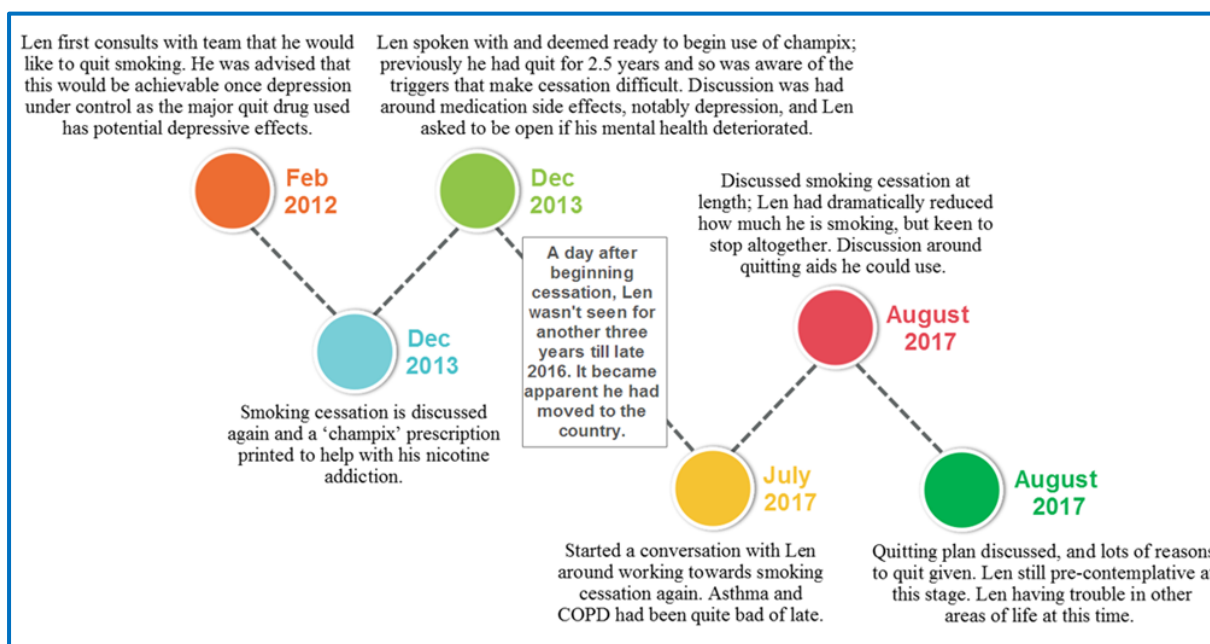 Len first consults with team that he would
like to quit smoking. He was advised that
this would be achievable once depression
under control as the major quit drug used
has potential depressive effects.
Feb
2012
Smoking cessation is discussed
again and a ‘champix’ prescription
printed to help with his nicotine
addiction.
Dec
2013
Len spoken with and deemed ready to begin use of champix;
previously he had quit for 2.5 years and so was aware of the
triggers that make cessation difficult. Discussion was had
around medication side effects, notably depression, and Len
asked to be open if his mental health deteriorated.
Dec
2013
A day after
beginning
cessation, Len
wasn't seen for
another three
years till late
2016. It became
apparent he had
moved to the
country.
July
2017
Started a conversation with Len
around working towards smoking
cessation again. Asthma and
COPD had been quite bad of late.
Discussed smoking cessation at
length; Len had dramatically reduced
how much he is smoking, but keen to
stop altogether. Discussion around
quitting aids he could use.
August
2017
August
2017
Quitting plan discussed, and lots of reasons
to quit given. Len still pre-contemplative a
this stage. Len having trouble in other
areas of life at this time.